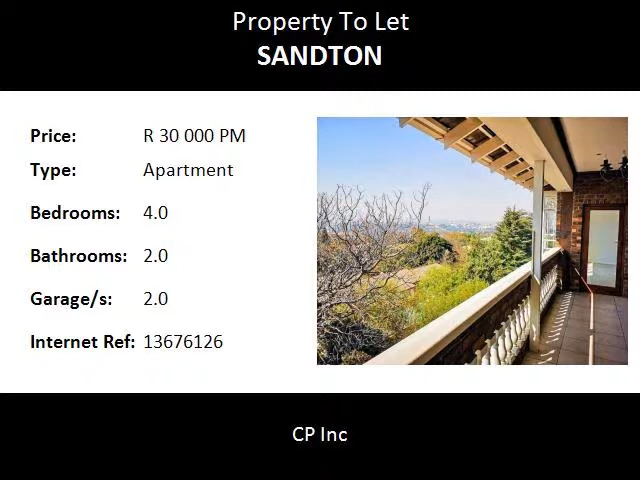 Property To Let
SANDTON
Price: R 30 000 PM
Type: Apartment
Bedrooms: 4.0
Bathrooms: 2.0
Garage/s: 2.0
Internet Ref: 13676126
CP Inc